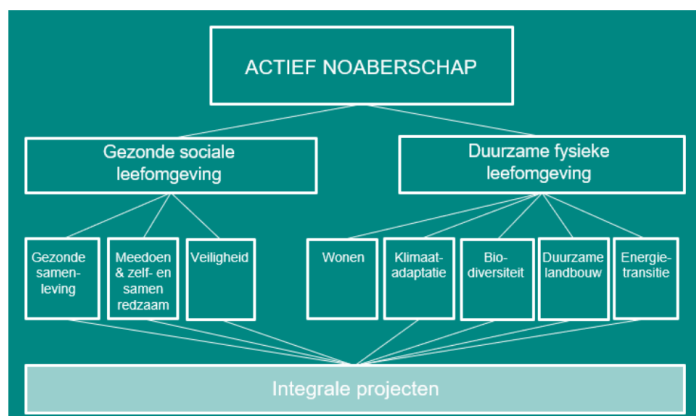 ACTIEF NOABERSCHAP
Gezonde sociale
leefomgeving
Duurzame fysieke
leefomgeving
Gezonde
samen-
leving
Meedoen
& zelf- en
samen
redzaam
Veiligheid
Wonen
Klimaat-
adaptatie
Bio-
diversiteit
Duurzame
landbouw
Energie-
transitie
Integrale projecten